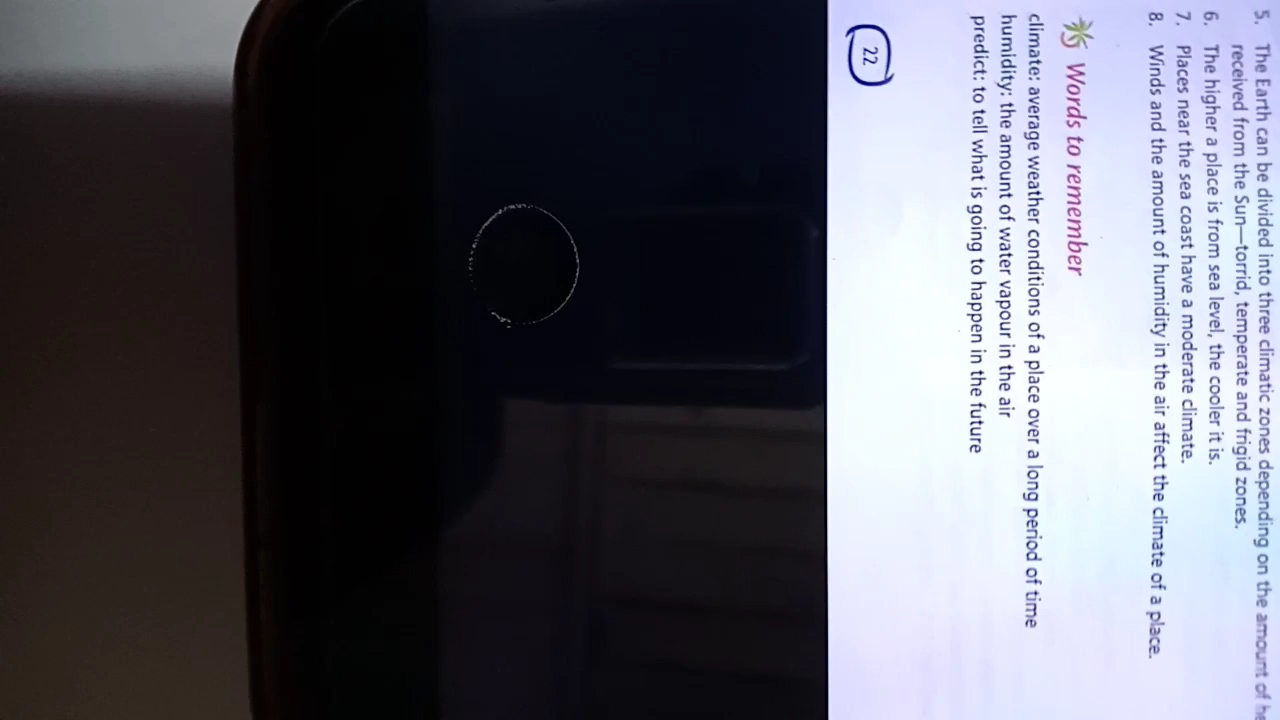 5. The Earth can be divided into three climatic zones depending on the amount of
received from the Sun—torrid, temperate and frigid zones.
6. The higher a place is from sea level, the cooler it is.
7. Places near the sea coast have a moderate climate.
8. Winds and the amount of humidity in the air affect the climate of a place.
Words to remember
climate: average weather conditions of a place over a long period of time
humidity: the amount of water vapour in the air
predict: to tell what is going to happen in the future
22